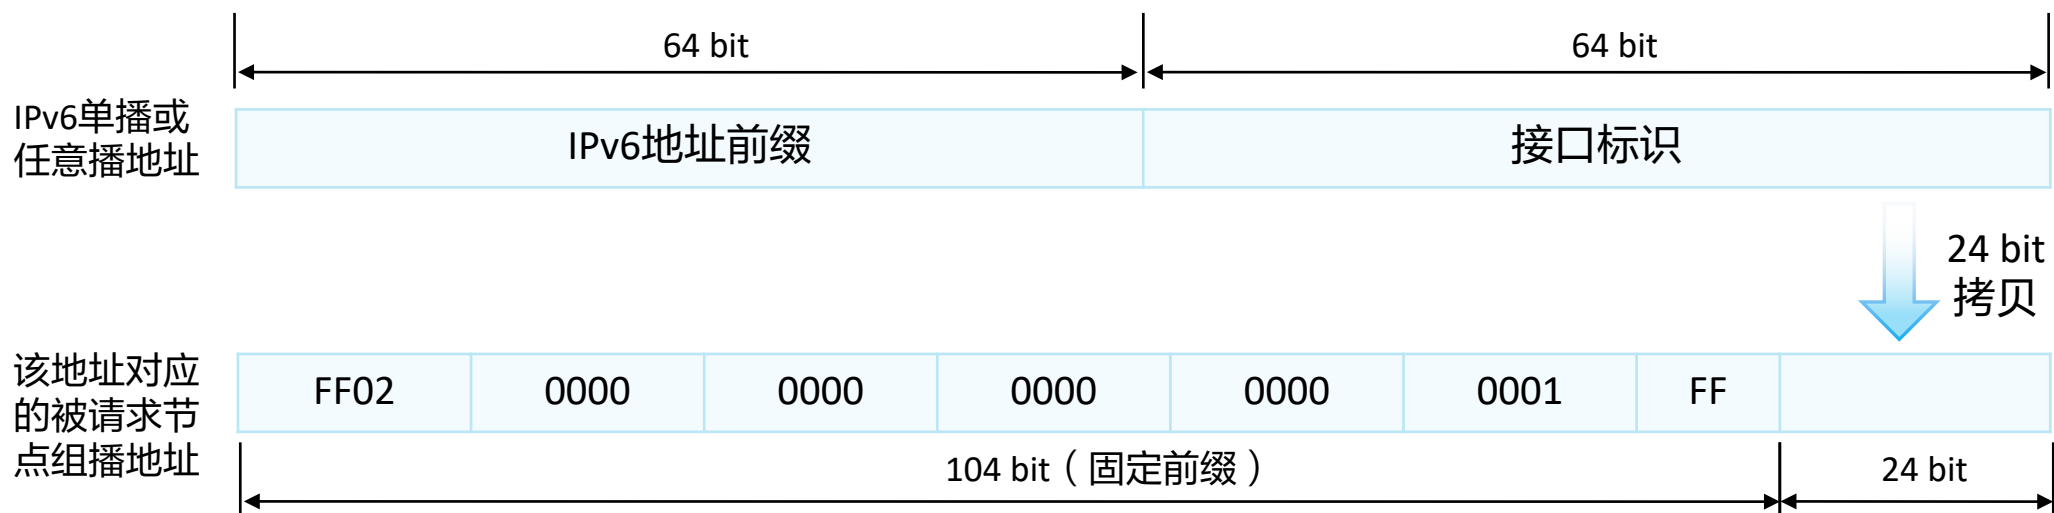 64 bit
64 bit
IPv6单播或
任意播地址
IPv6地址前缀
接口标识
24 bit
拷贝
该地址对应
的被请求节
点组播地址
FF02
0000
0000
0000
0000
0001
FF
104 bit（固定前缀）
24 bit